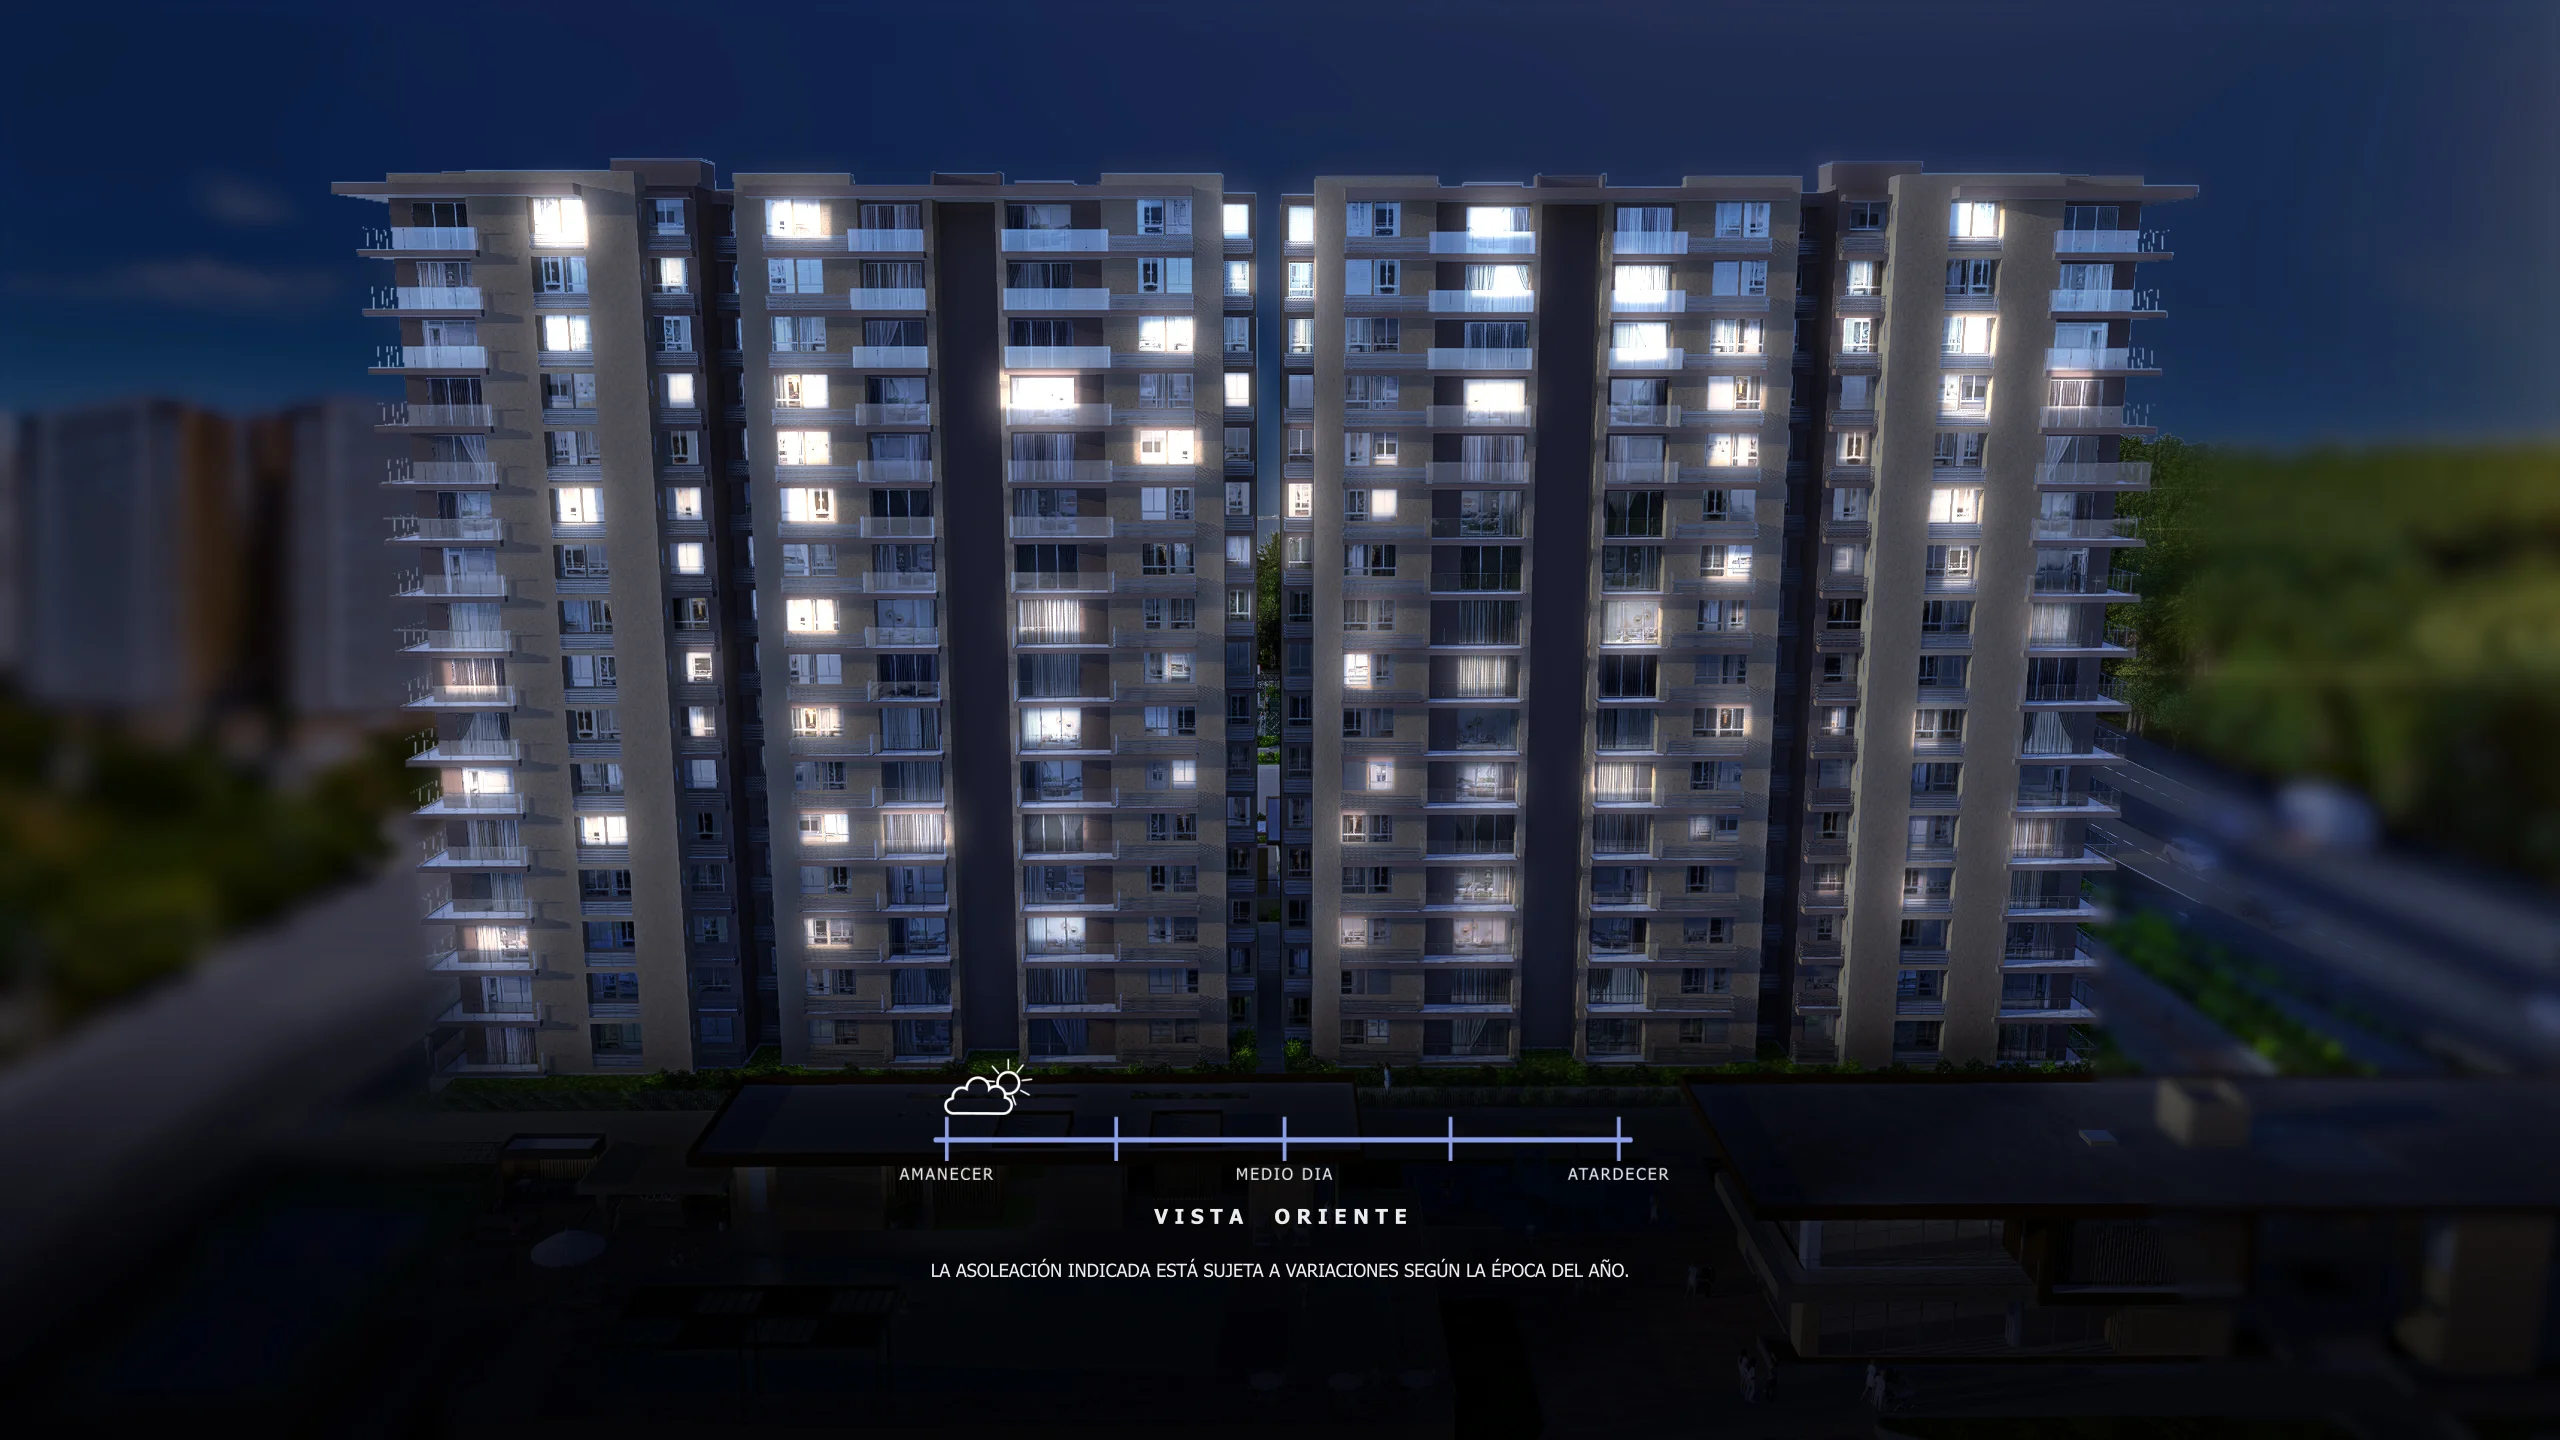 AMANECER MEDIO DIA ATARDECER
VISTA ORIENTE
LA ASOLEACIÓN INDICADA ESTÁ SUJETA A VARIACIONES SEGÚN LA ÉPOCA DEL AÑO.